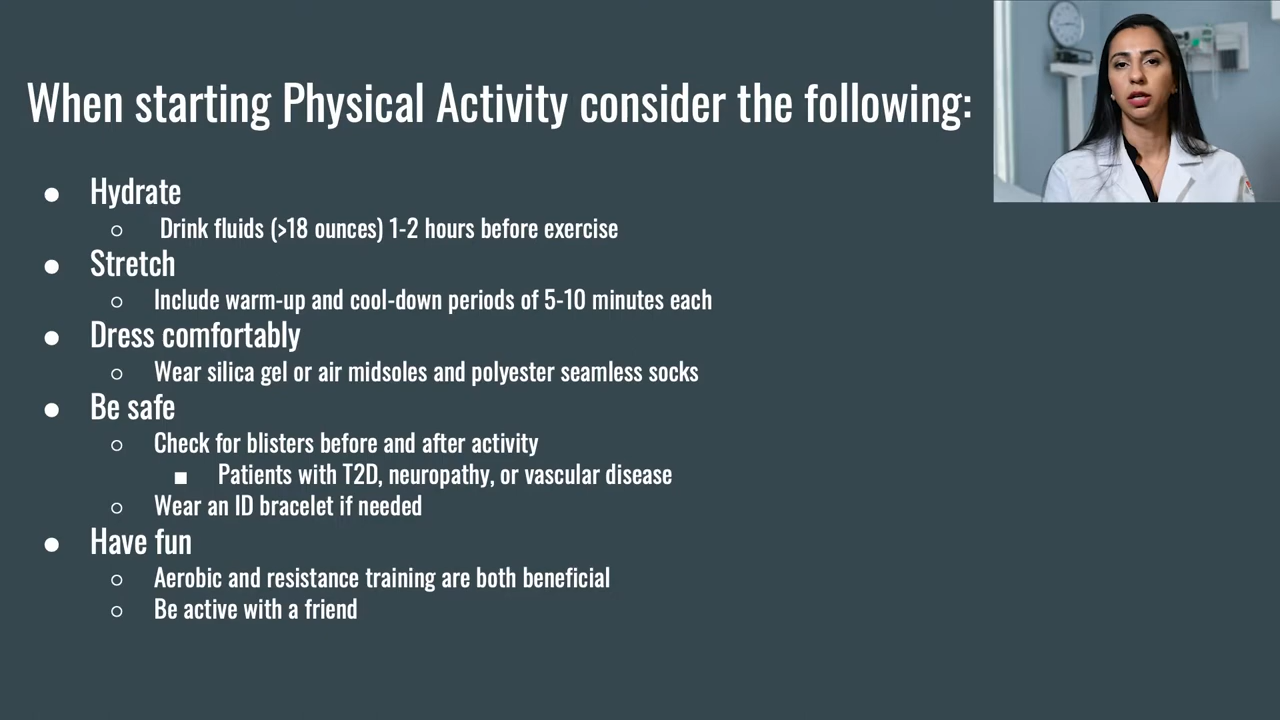 When starting Physical Activity consider the following:
● Hydrate
○ Drink fluids (>18 ounces) 1-2 hours before exercise
● Stretch
○ Include warm-up and cool-down periods of 5-10 minutes each
● Dress comfortably
○ Wear silica gel or air midsoles and polyester seamless socks
● Be safe
○ Check for blisters before and after activity
■ Patients with T2D, neuropathy, or vascular disease
○ Wear an ID bracelet if needed
● Have fun
○ Aerobic and resistance training are both beneficial
○ Be active with a friend